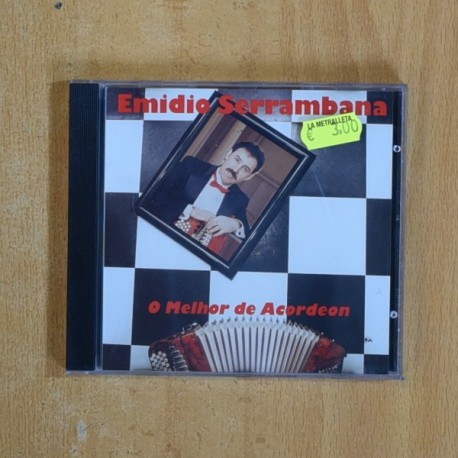 Emidio Serrambana
LA METRALLETA
€ 3,00
O Melhor de Acordeon